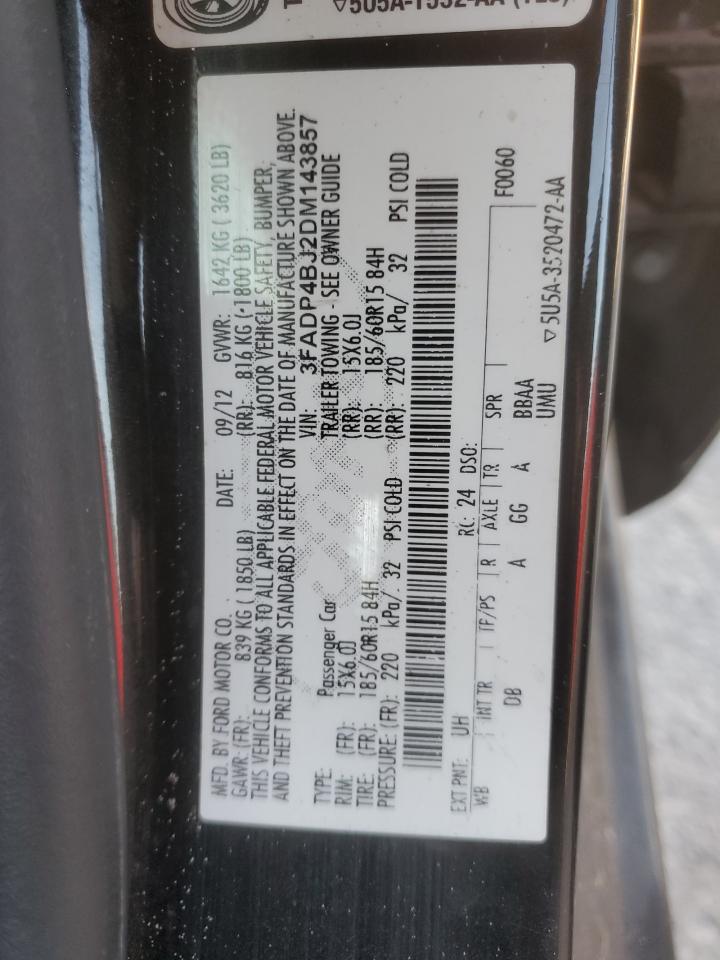 5U5A-1532-AA
MFD. BY FORD MOTOR CO. DATE: 09/12 GVWR: 1642 KG ( 3620 LB)
GAWR: (FR): 839 KG ( 1850 LB) (RR): 816 KG ( 1800 LB)
THIS VEHICLE CONFORMS TO ALL APPLICABLE FEDERAL MOTOR VEHICLE SAFETY, BUMPER,
AND THEFT PREVENTION STANDARDS IN EFFECT ON THE DATE OF MANUFACTURE SHOWN ABOVE.
VIN: 3FADP4BJ2DM143857
TYPE: Passenger Car TRAILER TOWING - SEE OWNER GUIDE
RIM: (FR): 15X6.0J (RR): 15X6.0J
TIRE: (FR): 185/60R15 84H (RR): 185/60R15 84H
PRESSURE: (FR): 220 kPa/ 32 PSI COLD (RR): 220 kPa/ 32 PSI COLD
EXT PNT: UH RC: 24 DSO: F0060
WB INT TR TF/PS R AXLE TR SPR
DB A GG A BBAA
UMU
▽ 5U5A-3520472-AA